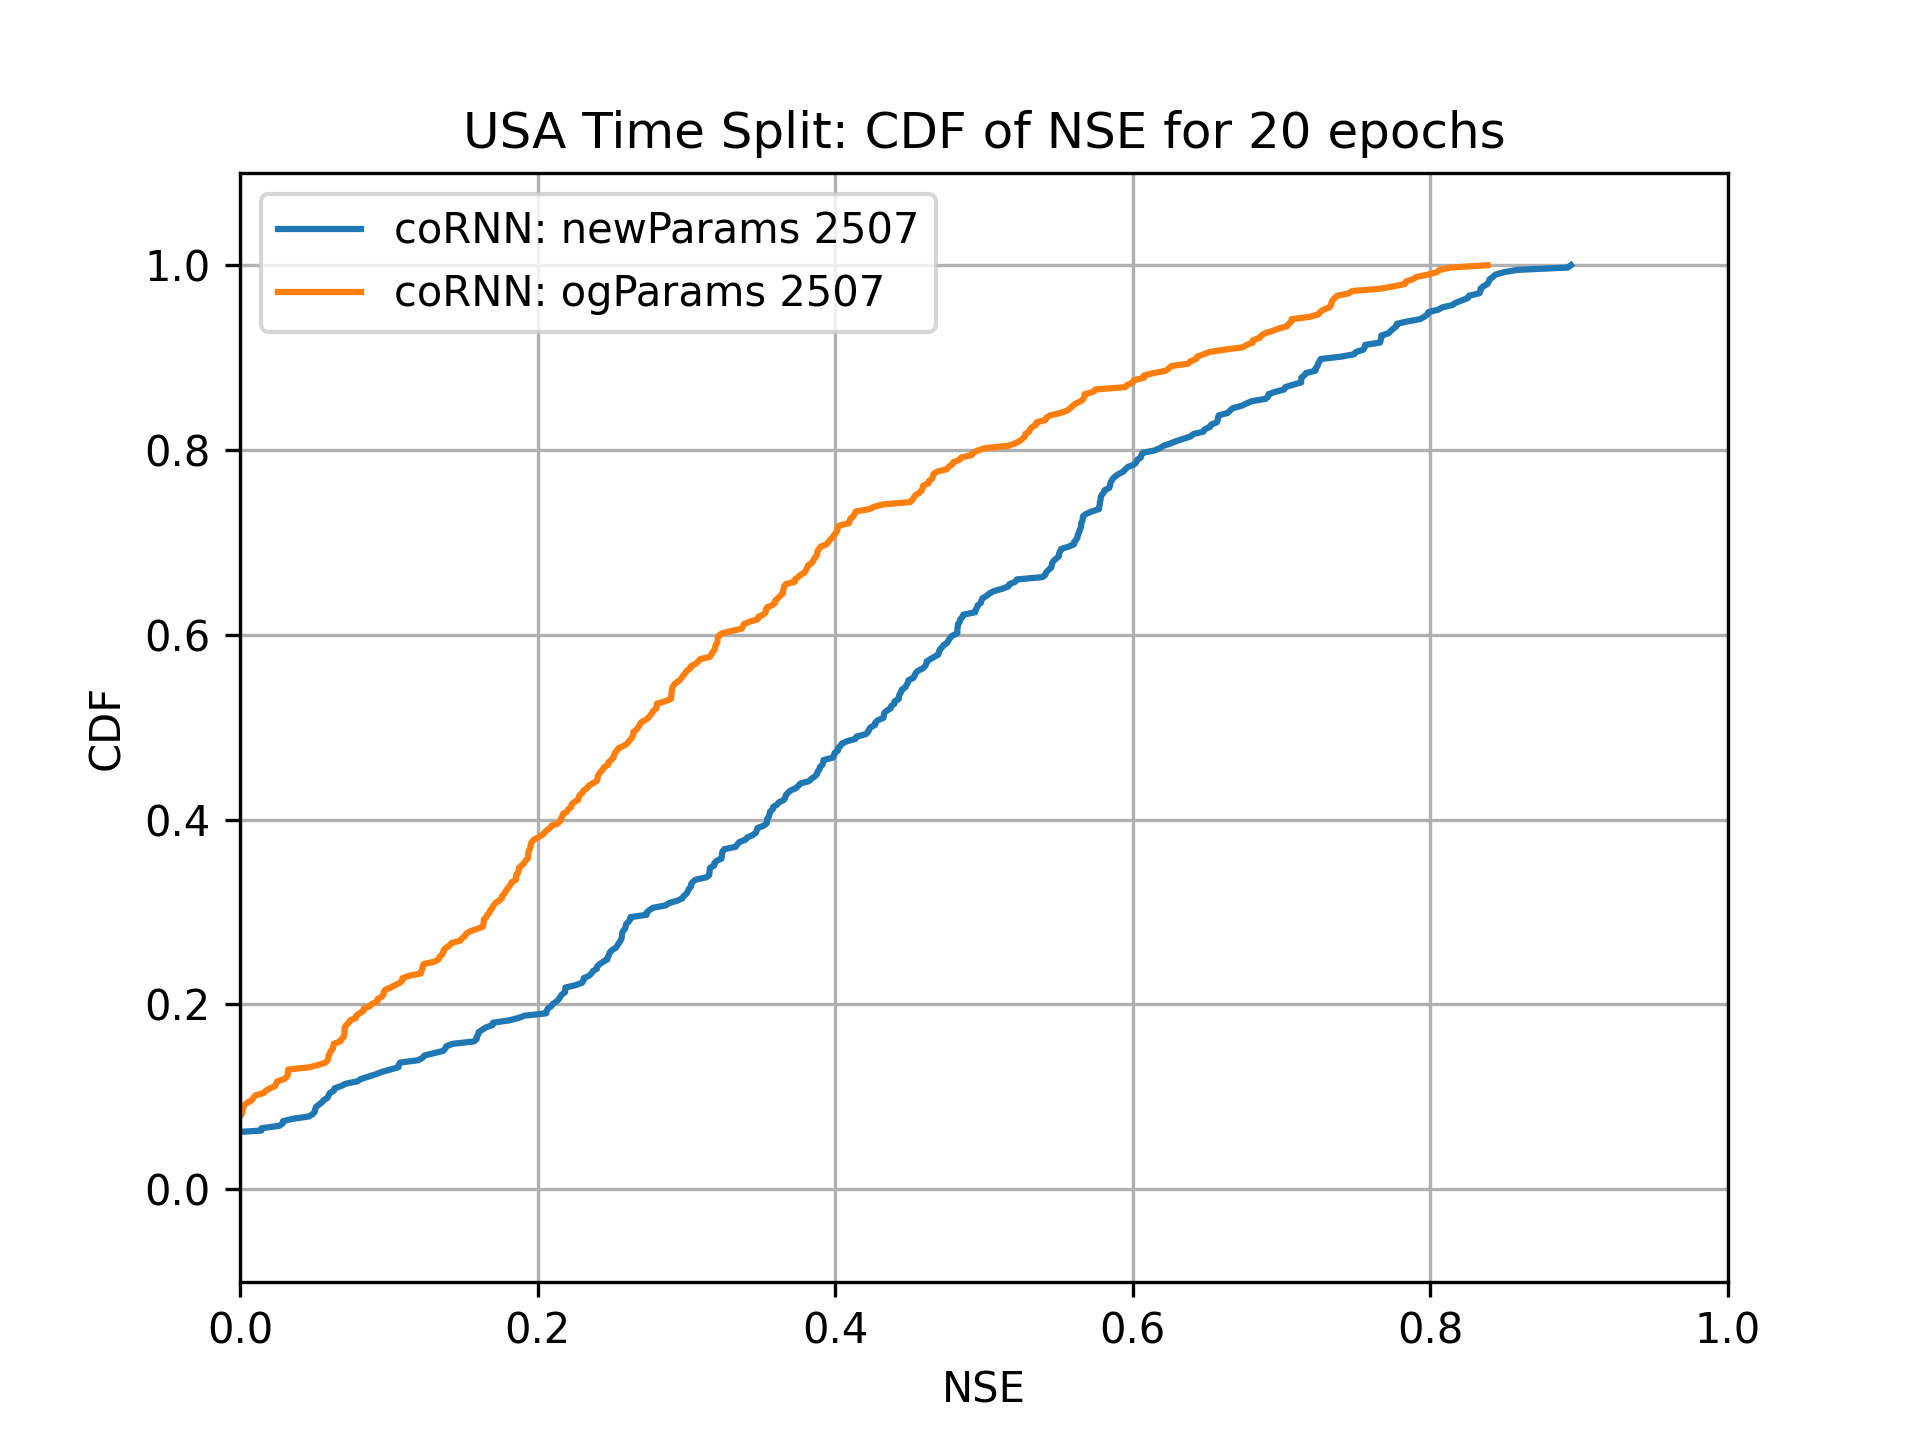 USA Time Split: CDF of NSE for 20 epochs
coRNN: newParams 2507
coRNN: ogParams 2507
1.0
0.8
0.6
0.4
0.2
0.0
CDF
0.0 0.2 0.4 0.6 0.8 1.0
NSE